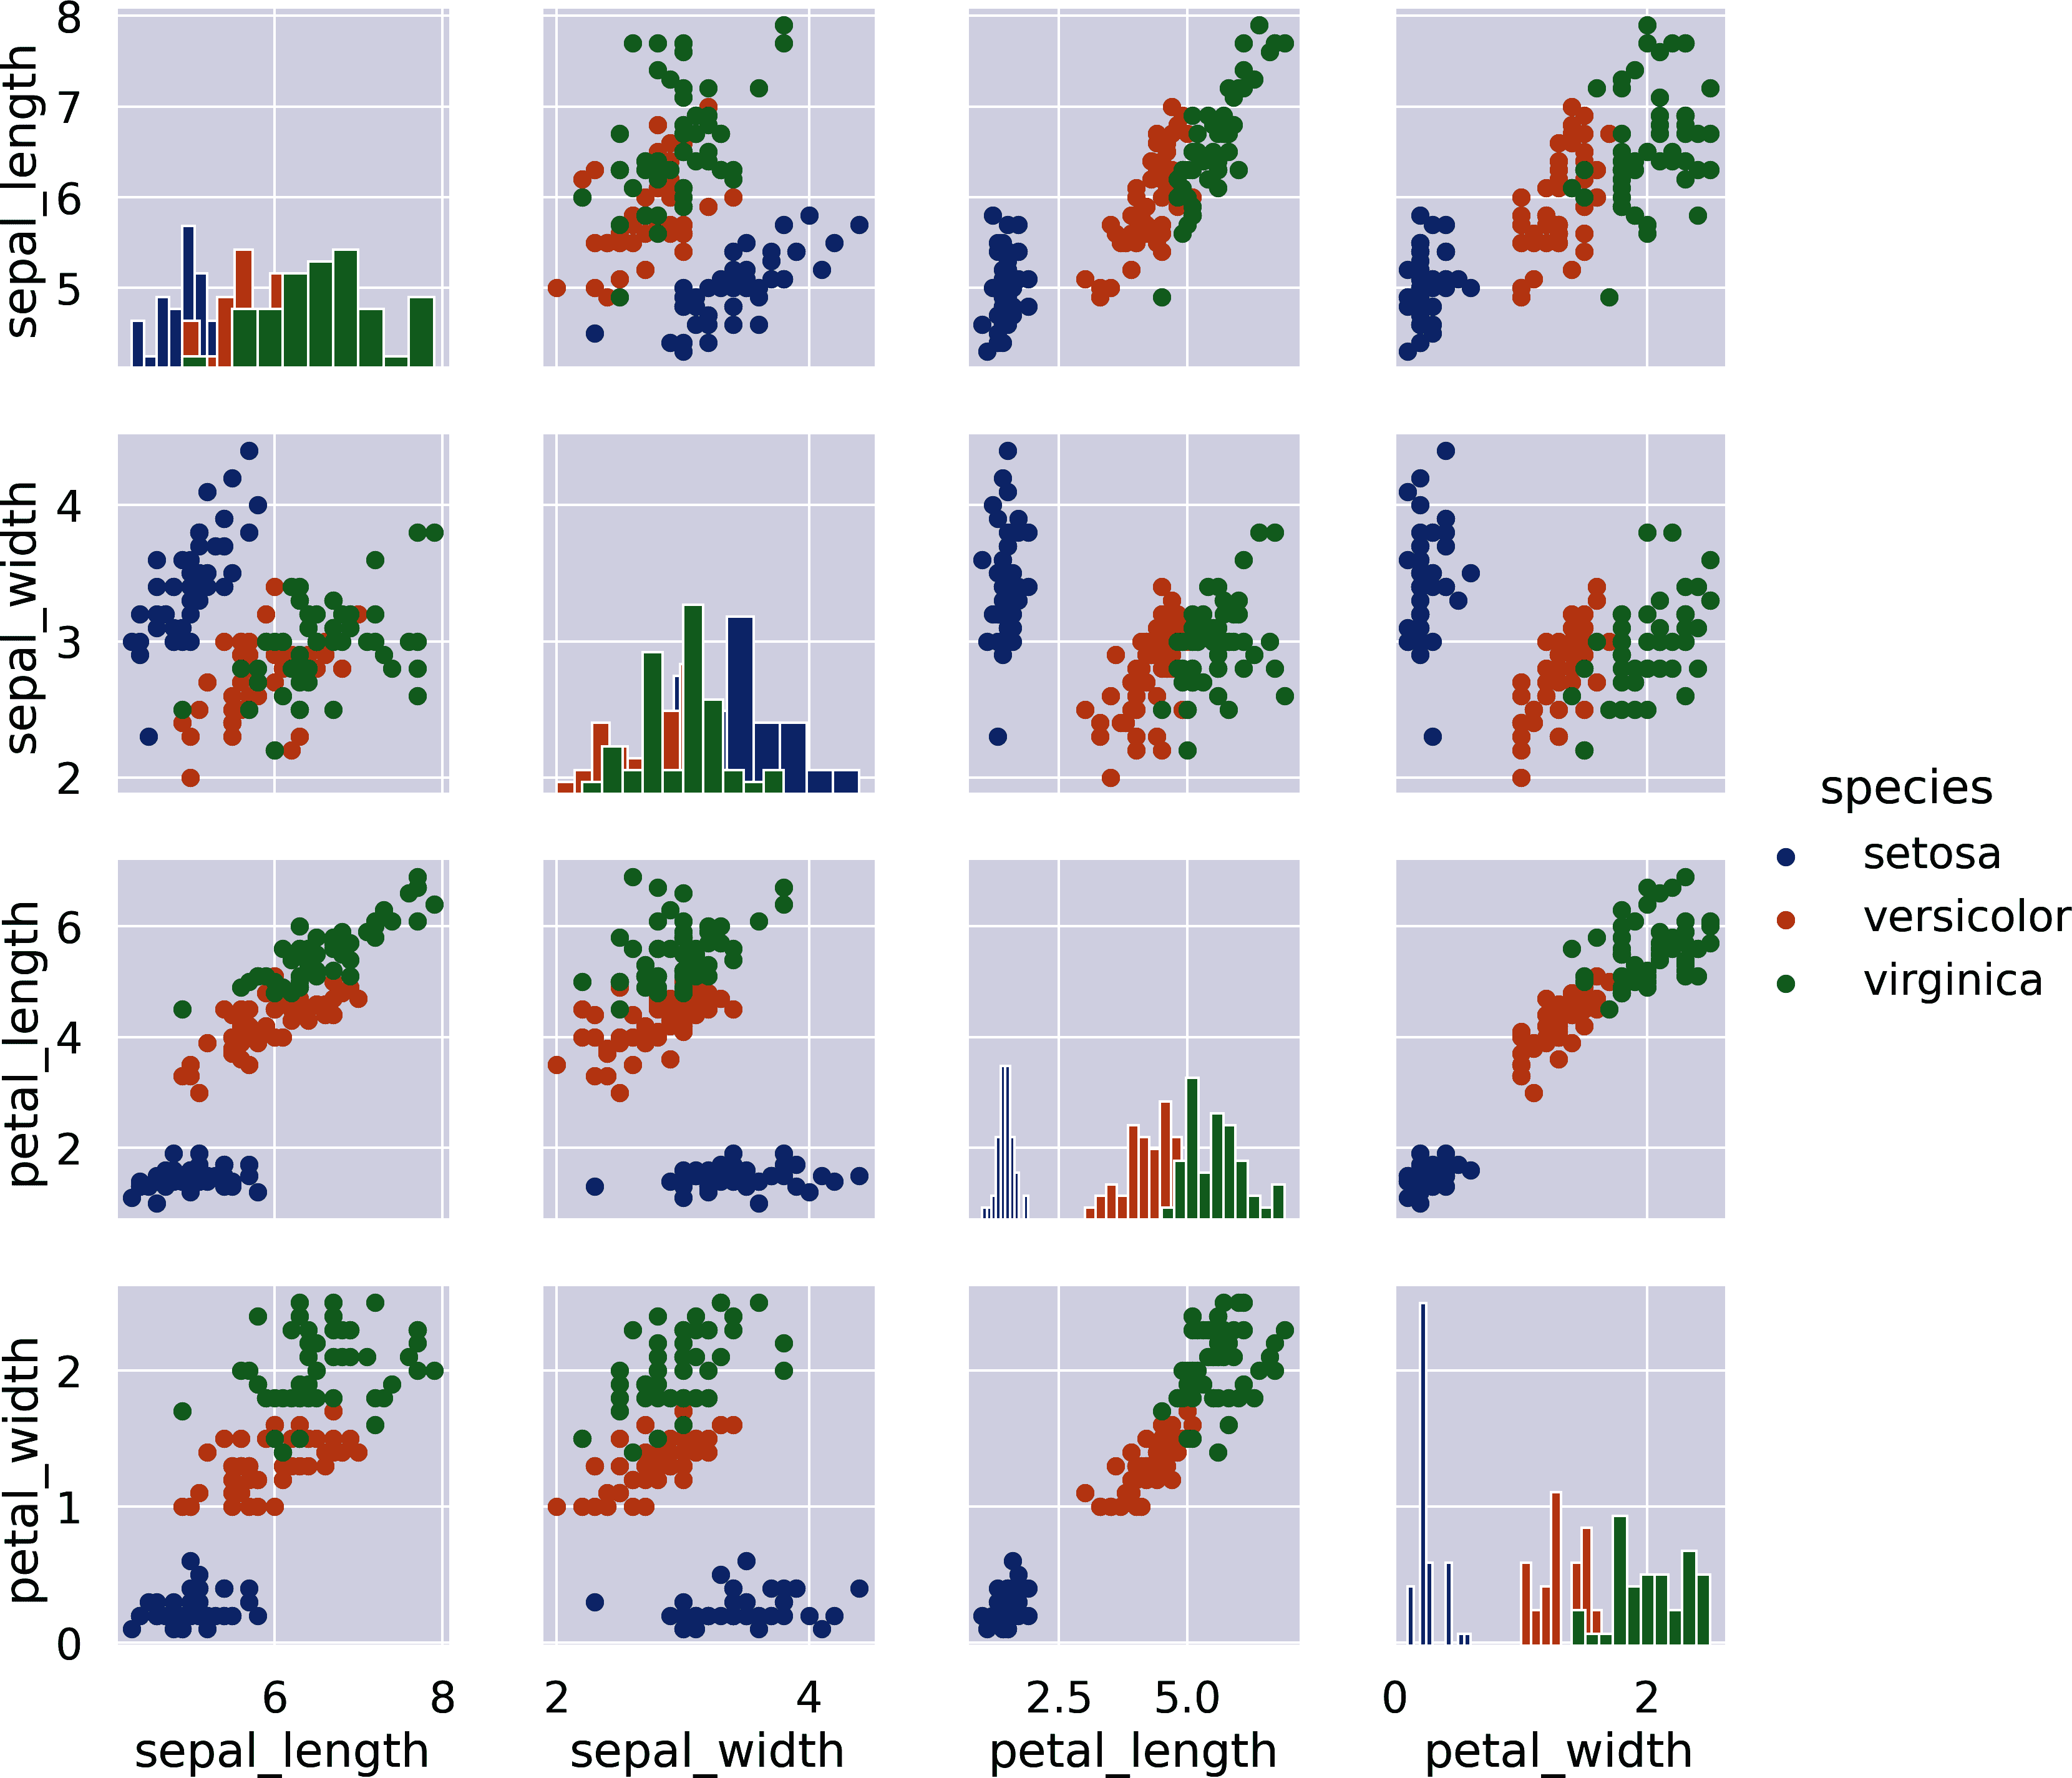 sepal_length
8
7
6
5
sepal_width
4
3
2
petal_length
6
4
2
petal_width
2
1
0
6 8
2 4
2.5 5.0
0 2
sepal_length
sepal_width
petal_length
petal_width
species
setosa
versicolor
virginica